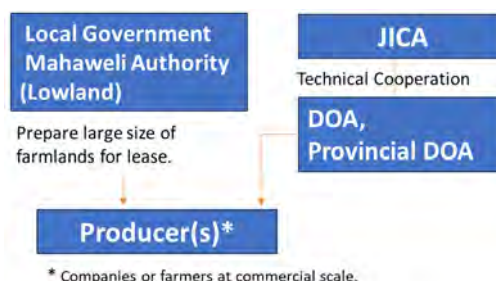 Local Government
Mahaweli Authority
(Lowland)
JICA
Technical Cooperation
Prepare large size of
farmlands for lease.
DOA,
Provincial DOA
Producer(s)*
* Companies or farmers at commercial scale.